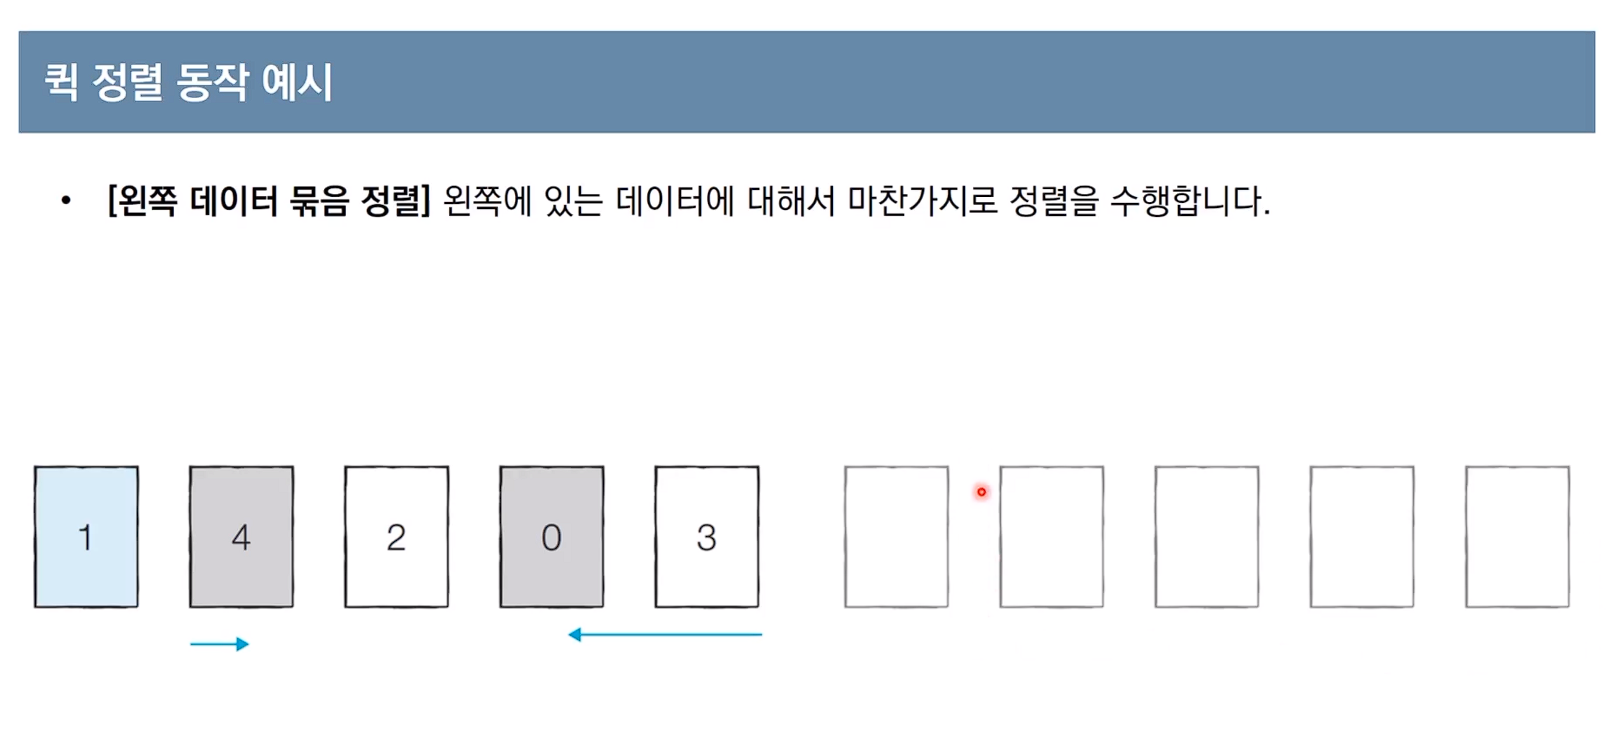 퀵 정렬 동작 예시
• [왼쪽 데이터 묶음 정렬] 왼쪽에 있는 데이터에 대해서 마찬가지로 정렬을 수행합니다.
1 4 2 0 3